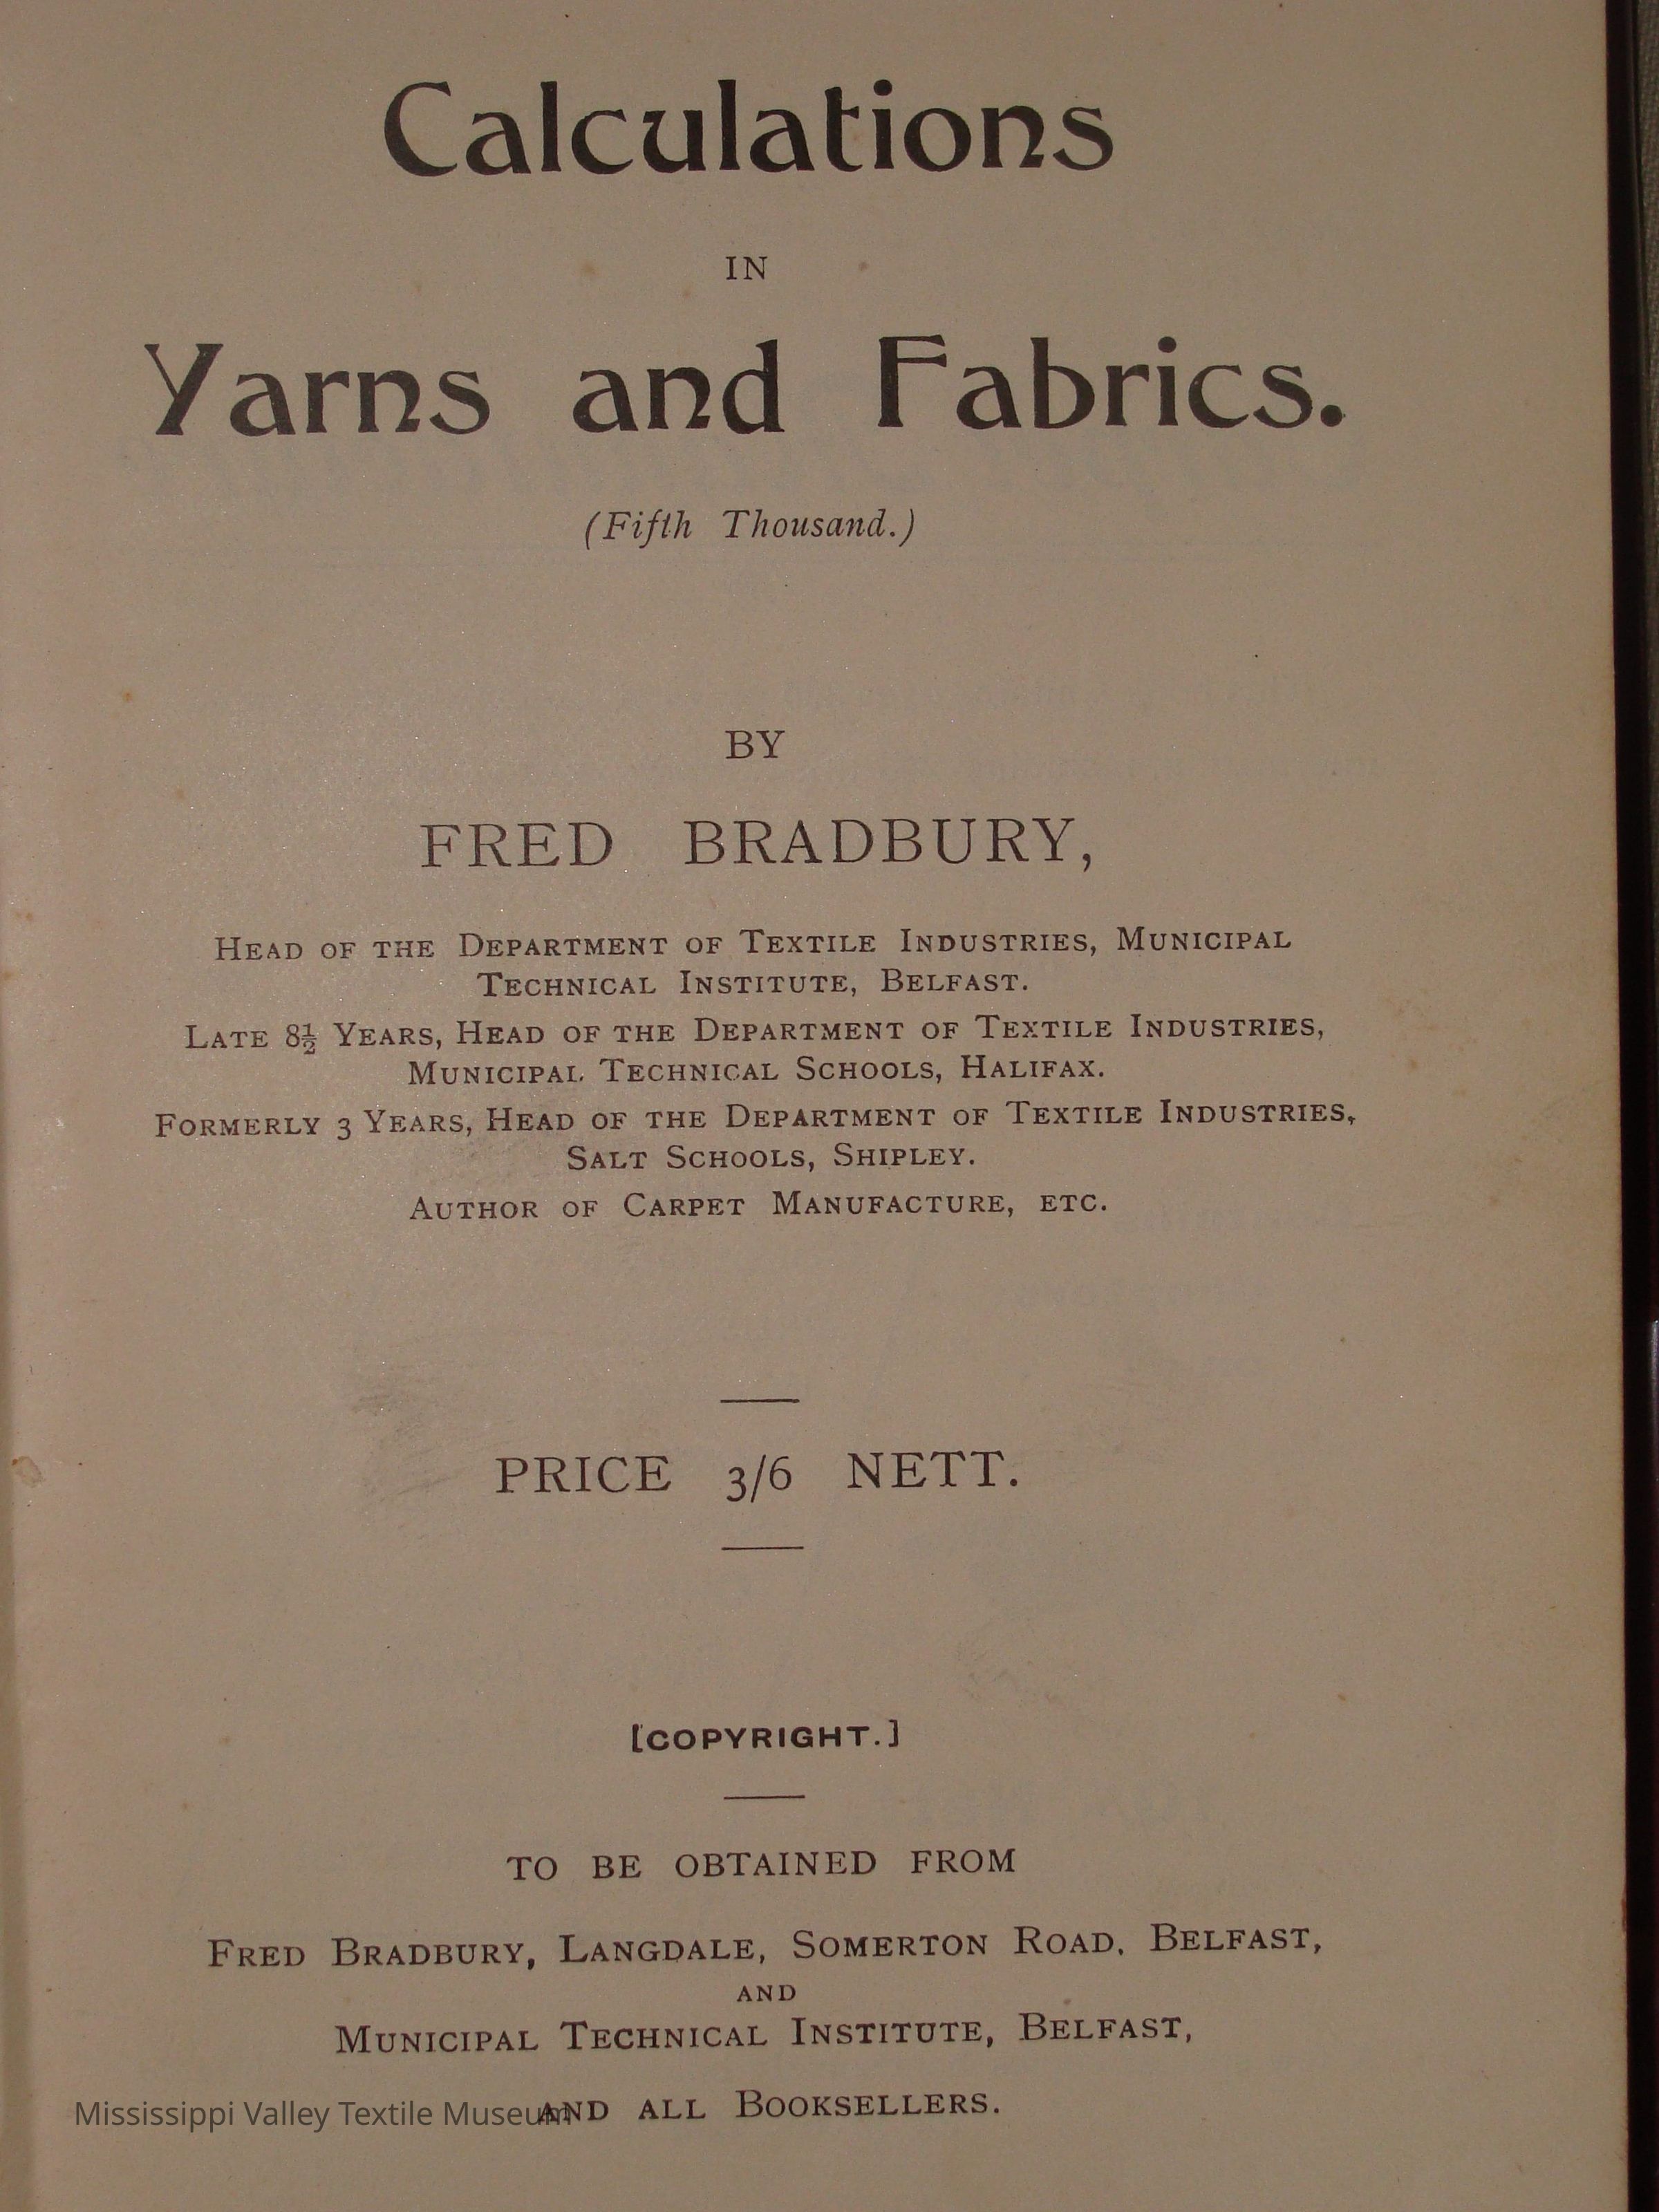 Calculations
IN
Yarns and Fabrics.
(Fifth Thousand.)
BY
FRED BRADBURY,
HEAD OF THE DEPARTMENT OF TEXTILE INDUSTRIES, MUNICIPAL
TECHNICAL INSTITUTE, BELFAST.
LATE 8½ YEARS, HEAD OF THE DEPARTMENT OF TEXTILE INDUSTRIES,
MUNICIPAL TECHNICAL SCHOOLS, HALIFAX.
FORMERLY 3 YEARS, HEAD OF THE DEPARTMENT OF TEXTILE INDUSTRIES,
SALT SCHOOLS, SHIPLEY.
AUTHOR OF CARPET MANUFACTURE, ETC.
PRICE 3/6 NETT.
[COPYRIGHT.]
TO BE OBTAINED FROM
FRED BRADBURY, LANGDALE, SOMERTON ROAD, BELFAST,
AND
MUNICIPAL TECHNICAL INSTITUTE, BELFAST,
AND ALL BOOKSELLERS.
Mississippi Valley Textile Museum